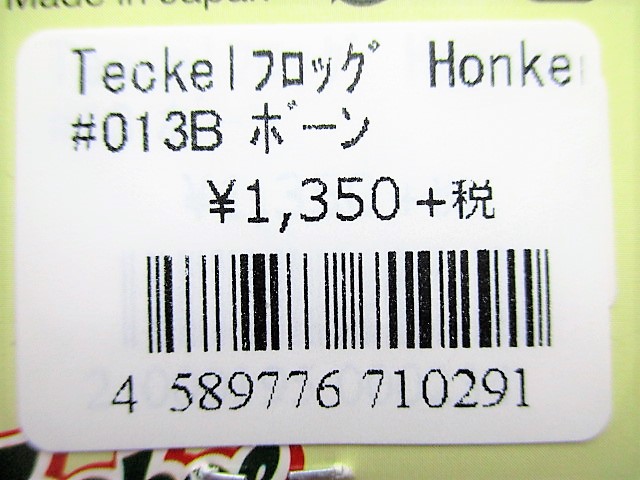 Made in Japan
Teckelフロッグ Honke
#013B ボーン
¥1,350+税
4 589776 710291